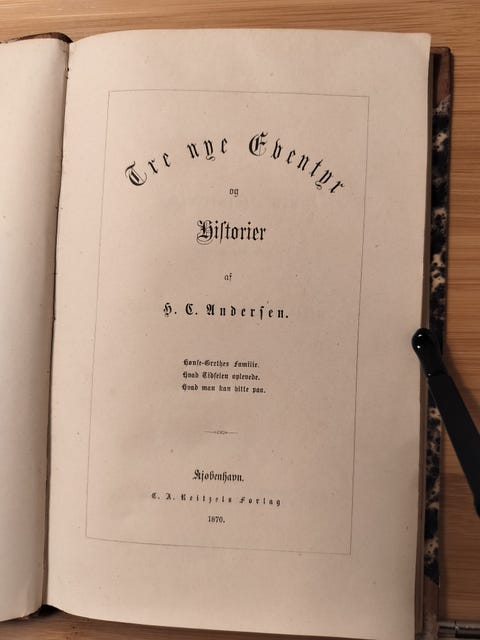 Tre nye Eventyr
og
Historier
af
H. C. Andersen.
Hønse-Grethes Familie.
Hvad Tidselen oplevede.
Hvad man kan hitte paa.
Kjøbenhavn.
C. A. Reitzels Forlag
1870.